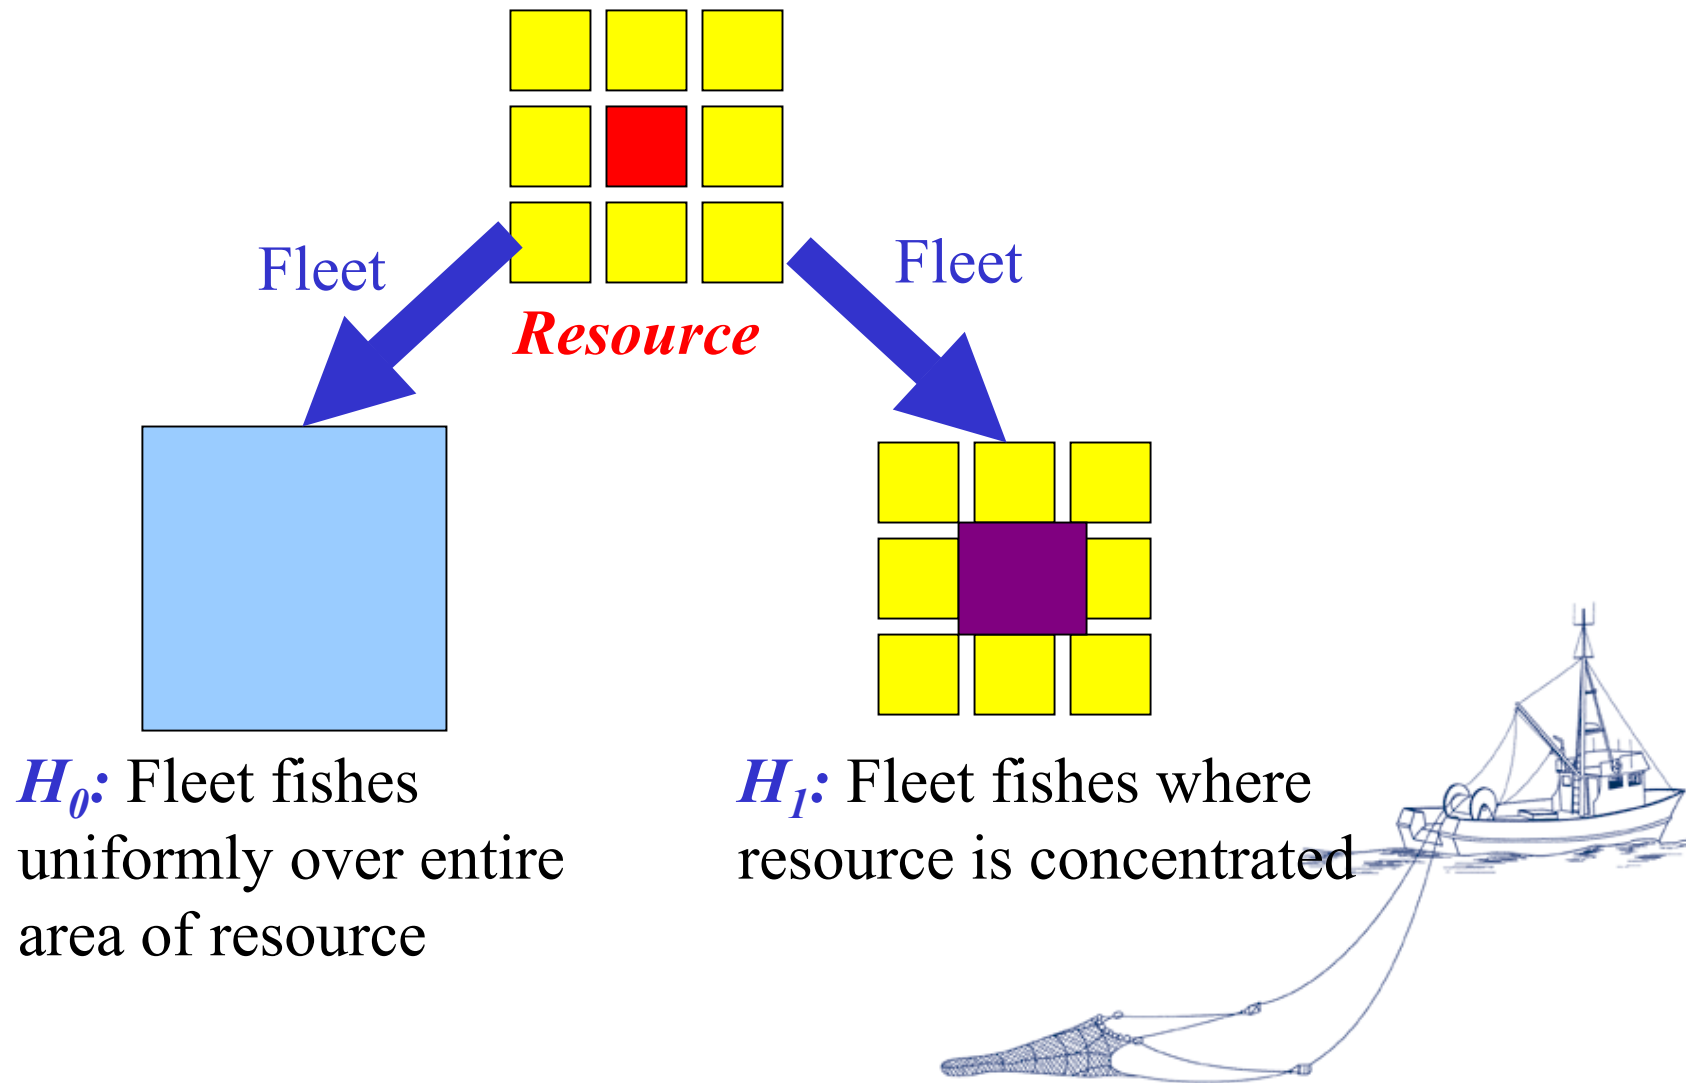 Fleet
Fleet
Resource
H₀: Fleet fishes
uniformly over entire
area of resource
H₁: Fleet fishes where
resource is concentrated